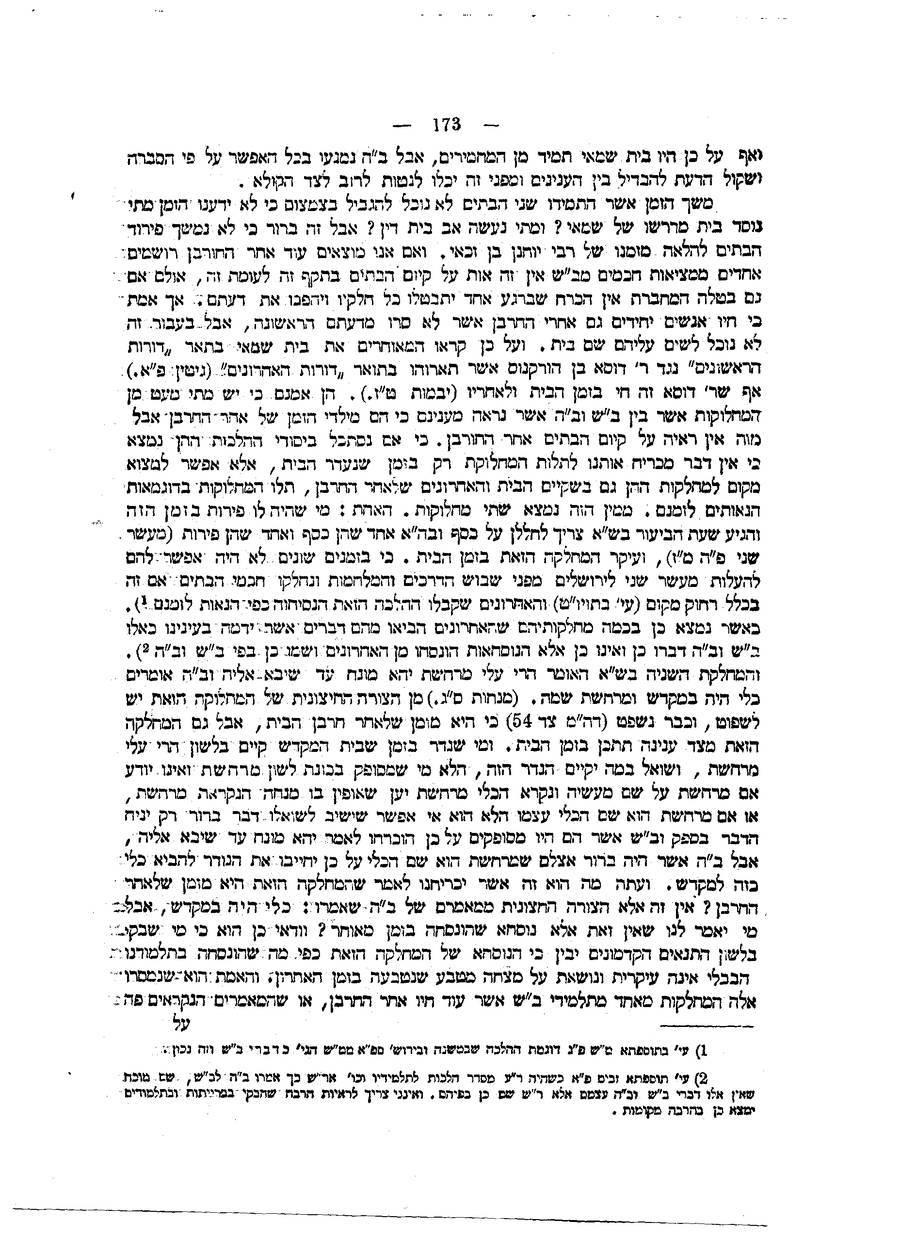 — 173 —
ואף על כן היו בית שמאי תמיד מן המחמירים, אבל ב"ה נמנעו בכל האפשר על פי הסברה
ושקול הדעת להבדיל בין הענינים ומפני זה יכלו לנטות לרוב לצד הקולא .
משך הזמן אשר התמידו שני הבתים לא נוכל להגביל בצמצום כי לא ידענו הזמן מתי
נוסד בית מדרשו של שמאי ? ומתי נעשה אב בית דין ? אבל זה ברור כי לא נמשך פירוד
הבתים להלאה מזמנו של רבי יוחנן בן זכאי. ואם אנו מוצאים עוד אחר החורבן רושמים
אחדים ממציאות חכמים מב"ש אין זה אות על קיום הבתים בתקף זה לעומת זה, אולם אם
גם בטלה המחברת אין הכרח שברגע אחד יתבטלו כל חלקיו ויהפכו את דעתם. אך אמת
כי חיו אנשים יחידים גם אחרי החרבן אשר לא סרו מדעתם הראשונה, אבל בעבור זה
לא נוכל לשים עליהם שם בית. ועל כן קראו המאוחרים את בית שמאי בתאר „דורות
הראשונים" נגד ר' דוסא בן הורקנוס אשר תארוהו בתואר „דורות האחרונים" (גיטין פ"א.)
אף שר' דוסא זה חי בזמן הבית ולאחריו (יבמות ט"ז.). הן אמנם כי יש מתי מעט מן
המחלוקות אשר בין ב"ש וב"ה אשר נראה מענינם כי הם מילדי הזמן של אחר החרבן אבל
מזה אין ראיה על קיום הבתים אחר החורבן. כי אם נסתכל ביסודי ההלכות ההן נמצא
כי אין דבר מכריח אותנו לתלות המחלוקת רק בזמן שנעדר הבית, אלא אפשר למצוא
מקום למחלקות ההן גם בשקיים הבית והאחרונים שלאחר החרבן, תלו המחלוקות בדוגמאות
הנאותים לזמנם. ממין הזה נמצא שתי מחלוקות. האחת : מי שהיה לו פירות בזמן הזה
והגיע שעת הביעור בש"א צריך לחללן על כסף ובה"א אחד שהן כסף ואחד שהן פירות (מעשר
שני פ"ה מ"ז), ועיקר המחלקה הזאת בזמן הבית. כי בזמנים שונים לא היה אפשר להם
להעלות מעשר שני לירושלים מפני שבוש הדרכים והמלחמות ונחלקו חכמי הבתים אם זה
בכלל רחוק מקום (עי' בתויו"ט) והאחרונים שקבלו ההלכה הזאת הנסיחוה כפי הנאות לזמנם ¹).
כאשר נמצא כן בכמה מחלקותיהם שהאחרונים הביאו מהם דברים אשר ידמה בעינינו כאלו
ב"ש וב"ה דברו כן ואינו כן אלא הנוסחאות הונסחו מן האחרונים ושמו כן בפי ב"ש וב"ה ²).
והמחלקת השניה בש"א האומר הרי עלי מרחשת יהא מונח עד שיבא אליה וב"ה אומרים
כלי היה במקדש ומרחשת שמה. (מנחות ס"ג.) מן הצורה החיצונית של המחלוקה הזאת יש
לשפוט, וכבר נשפט (דה"מ צד 54) כי היא מזמן שלאחר חרבן הבית, אבל גם המחלקה
הזאת מצד ענינה תתכן בזמן הבית. ומי שנדר בזמן שבית המקדש קיים בלשון הרי עלי
מרחשת, ושואל במה יקיים הנדר הזה, הלא מי שמסופק בכונת לשון מרחשת ואינו יודע
אם מרחשת על שם מעשיה ונקרא הכלי מרחשת יען שאופין בו מנחה הנקראת מרחשת,
או אם מרחשת הוא שם הכלי עצמו הלא הוא אי אפשר שישיב לשואלו דבר ברור רק יניח
הדבר בספק וב"ש אשר הם היו מסופקים על כן הוכרחו לאמר יהא מונח עד שיבא אליה,
אבל ב"ה אשר היה ברור אצלם שמרחשת הוא שם הכלי על כן יחייבו את הנודר להביא כלי
כזה למקדש. ועתה מה הוא זה אשר יכריחנו לאמר שהמחלקה הזאת היא מזמן שלאחר
החרבן ? אין זה אלא הצורה החצונית ממאמרם של ב"ה שאמרו : כלי היה במקדש, אבל
מי יאמר לנו שאין זאת אלא נוסחא שהונסחה בזמן מאוחר ? וודאי כן הוא כי מי שבקי
בלשון התנאים הקדמונים יבין כי הנוסחא של המחלקה הזאת כפי מה שהונסחה בתלמודנו
הבבלי אינה עיקרית ונושאת על מצחה מטבע שנטבעה בזמן האחרון. והאמת הוא שנמסרו
אלה המחלקות מאחד מתלמידי ב"ש אשר עוד חיו אחר החרבן, או שהמאמרים הנקראים פה
על
1) עי' בתוספתא מ"ש פ"ג דוגמת ההלכה שבמשנה ובירוש' ספ"א ממ"ש הגי' כדברי ב"ש וזה נכון.
2) עי' תוספתא זבים פ"א כשהיה ר"ע מסדר הלכות לתלמידיו וכו' אר"ש כך אמרו ב"ה לב"ש, שם מוכח
שאין אלו דברי ב"ש וב"ה עצמם אלא ר"ש שם כן בפיהם. ואינני צריך לראיות הרבה שהבקי בברייתות ובתלמודים
ימצא כן בהרבה מקומות.